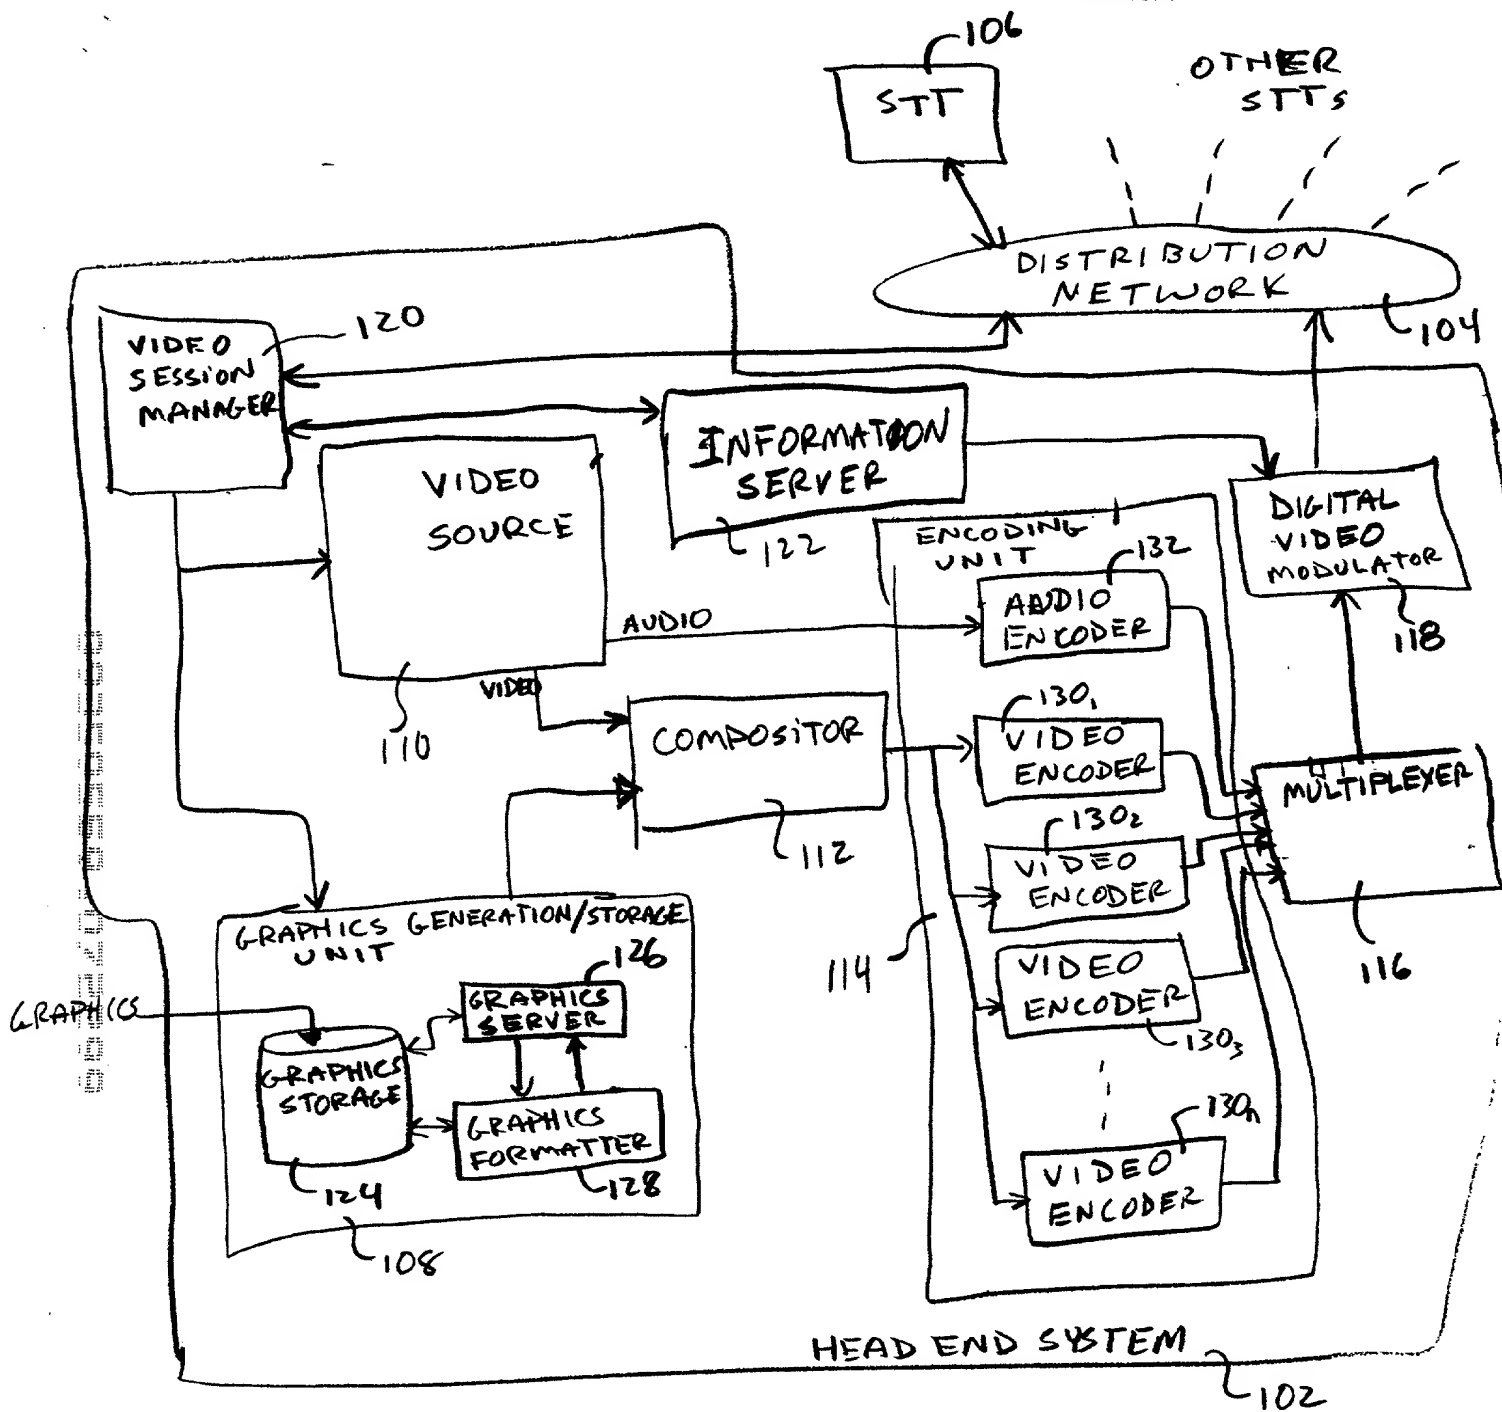 106
STT
OTHER
STTs
DISTRIBUTION
NETWORK
104
120
VIDEO
SESSION
MANAGER
INFORMATION
SERVER
122
VIDEO
SOURCE
110
AUDIO
VIDEO
ENCODING
UNIT
132
AUDIO
ENCODER
DIGITAL
VIDEO
MODULATOR
118
COMPOSITOR
112
130₁
VIDEO
ENCODER
130₂
VIDEO
ENCODER
VIDEO
ENCODER
130₃
130n
VIDEO
ENCODER
114
MULTIPLEXER
116
GRAPHICS GENERATION/STORAGE
UNIT
126
GRAPHICS
SERVER
GRAPHICS
GRAPHICS
STORAGE
124
GRAPHICS
FORMATTER
128
108
HEAD END SYSTEM
102